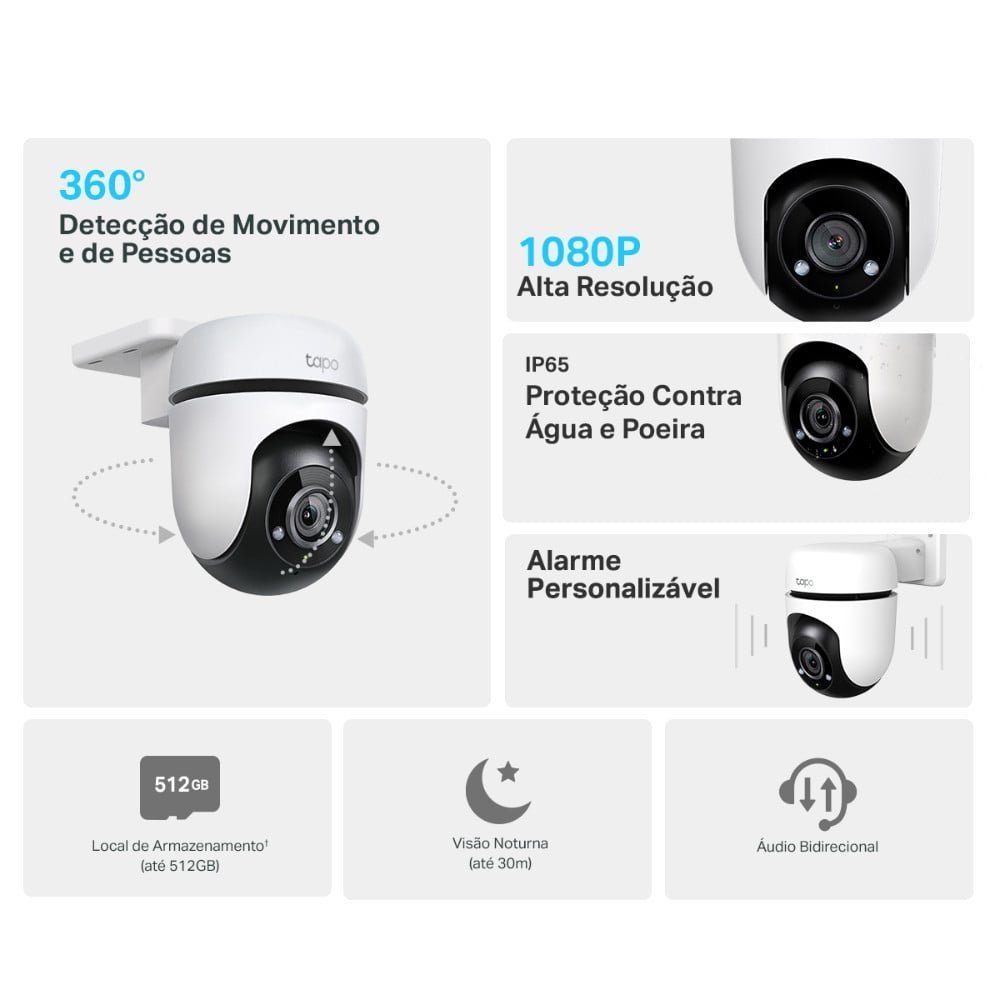 360°
Detecção de Movimento
e de Pessoas
tapo
1080P
Alta Resolução
IP65
Proteção Contra
Água e Poeira
Alarme
Personalizável
tapo
512GB
Local de Armazenamento†
(até 512GB)
Visão Noturna
(até 30m)
Áudio Bidirecional